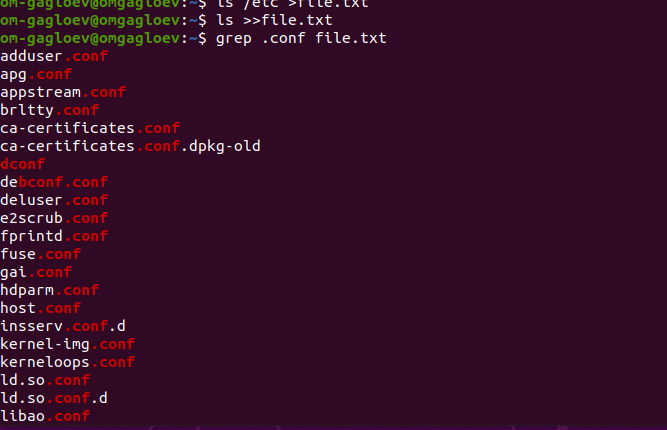 om-gagloev@omgagloev:~$ ls /etc >file.txt
om-gagloev@omgagloev:~$ ls >>file.txt
om-gagloev@omgagloev:~$ grep .conf file.txt
adduser.conf
apg.conf
appstream.conf
brltty.conf
ca-certificates.conf
ca-certificates.conf.dpkg-old
dconf
debconf.conf
deluser.conf
e2scrub.conf
fprintd.conf
fuse.conf
gai.conf
hdparm.conf
host.conf
insserv.conf.d
kernel-img.conf
kerneloops.conf
ld.so.conf
ld.so.conf.d
libao.conf